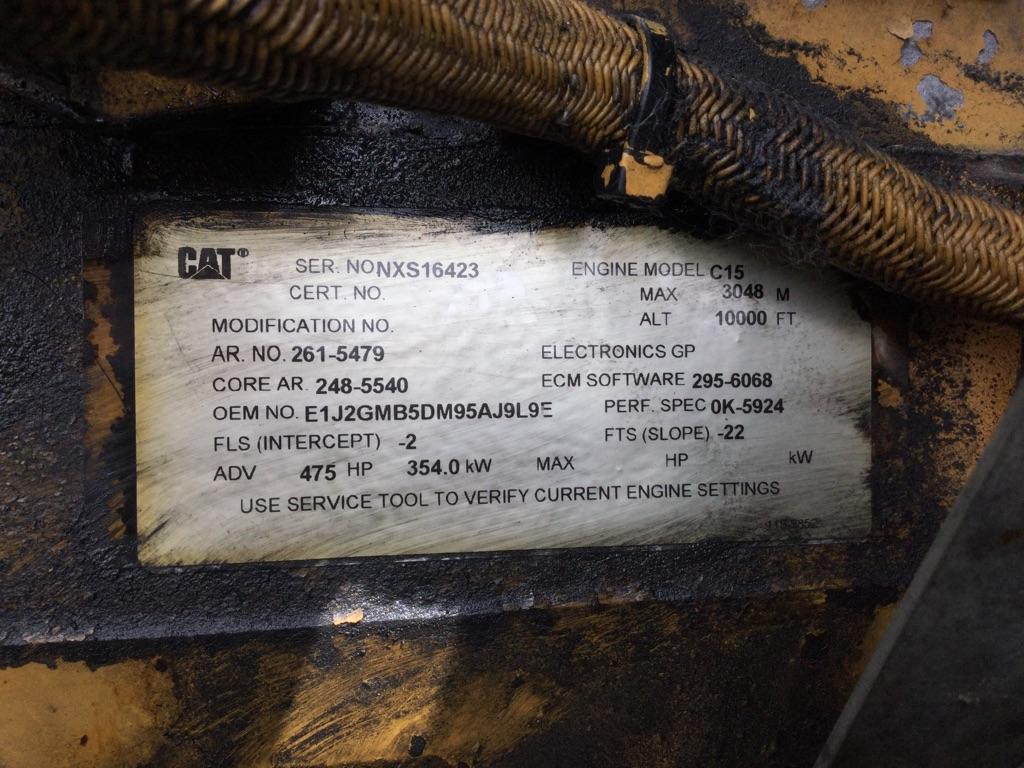 CAT® SER. NO NXS16423 ENGINE MODEL C15
CERT. NO. MAX 3048 M
MODIFICATION NO. ALT 10000 FT
AR. NO. 261-5479 ELECTRONICS GP
CORE AR. 248-5540 ECM SOFTWARE 295-6068
OEM NO. E1J2GMB5DM95AJ9L9E PERF. SPEC 0K-5924
FLS (INTERCEPT) -2 FTS (SLOPE) -22
ADV 475 HP 354.0 kW MAX HP kW
USE SERVICE TOOL TO VERIFY CURRENT ENGINE SETTINGS